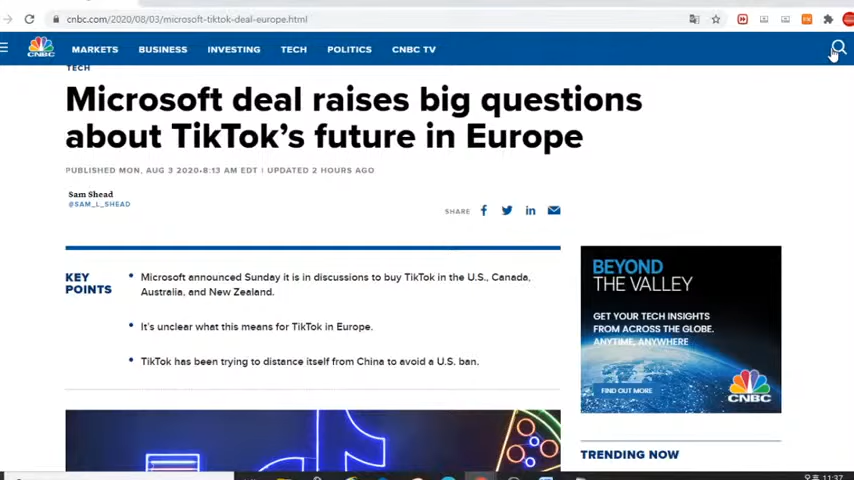 cnbc.com/2020/08/03/microsoft-tiktok-deal-europe.html
CNBC MARKETS BUSINESS INVESTING TECH POLITICS CNBC TV
TECH
Microsoft deal raises big questions
about TikTok's future in Europe
PUBLISHED MON, AUG 3 2020•8:13 AM EDT | UPDATED 2 HOURS AGO
Sam Shead
@SAM_L_SHEAD
SHARE
KEY
POINTS
• Microsoft announced Sunday it is in discussions to buy TikTok in the U.S., Canada,
Australia, and New Zealand.
• It's unclear what this means for TikTok in Europe.
• TikTok has been trying to distance itself from China to avoid a U.S. ban.
BEYOND
THE VALLEY
GET YOUR TECH INSIGHTS
FROM ACROSS THE GLOBE.
ANYTIME, ANYWHERE
FIND OUT MORE
CNBC
TRENDING NOW
오후 11:37